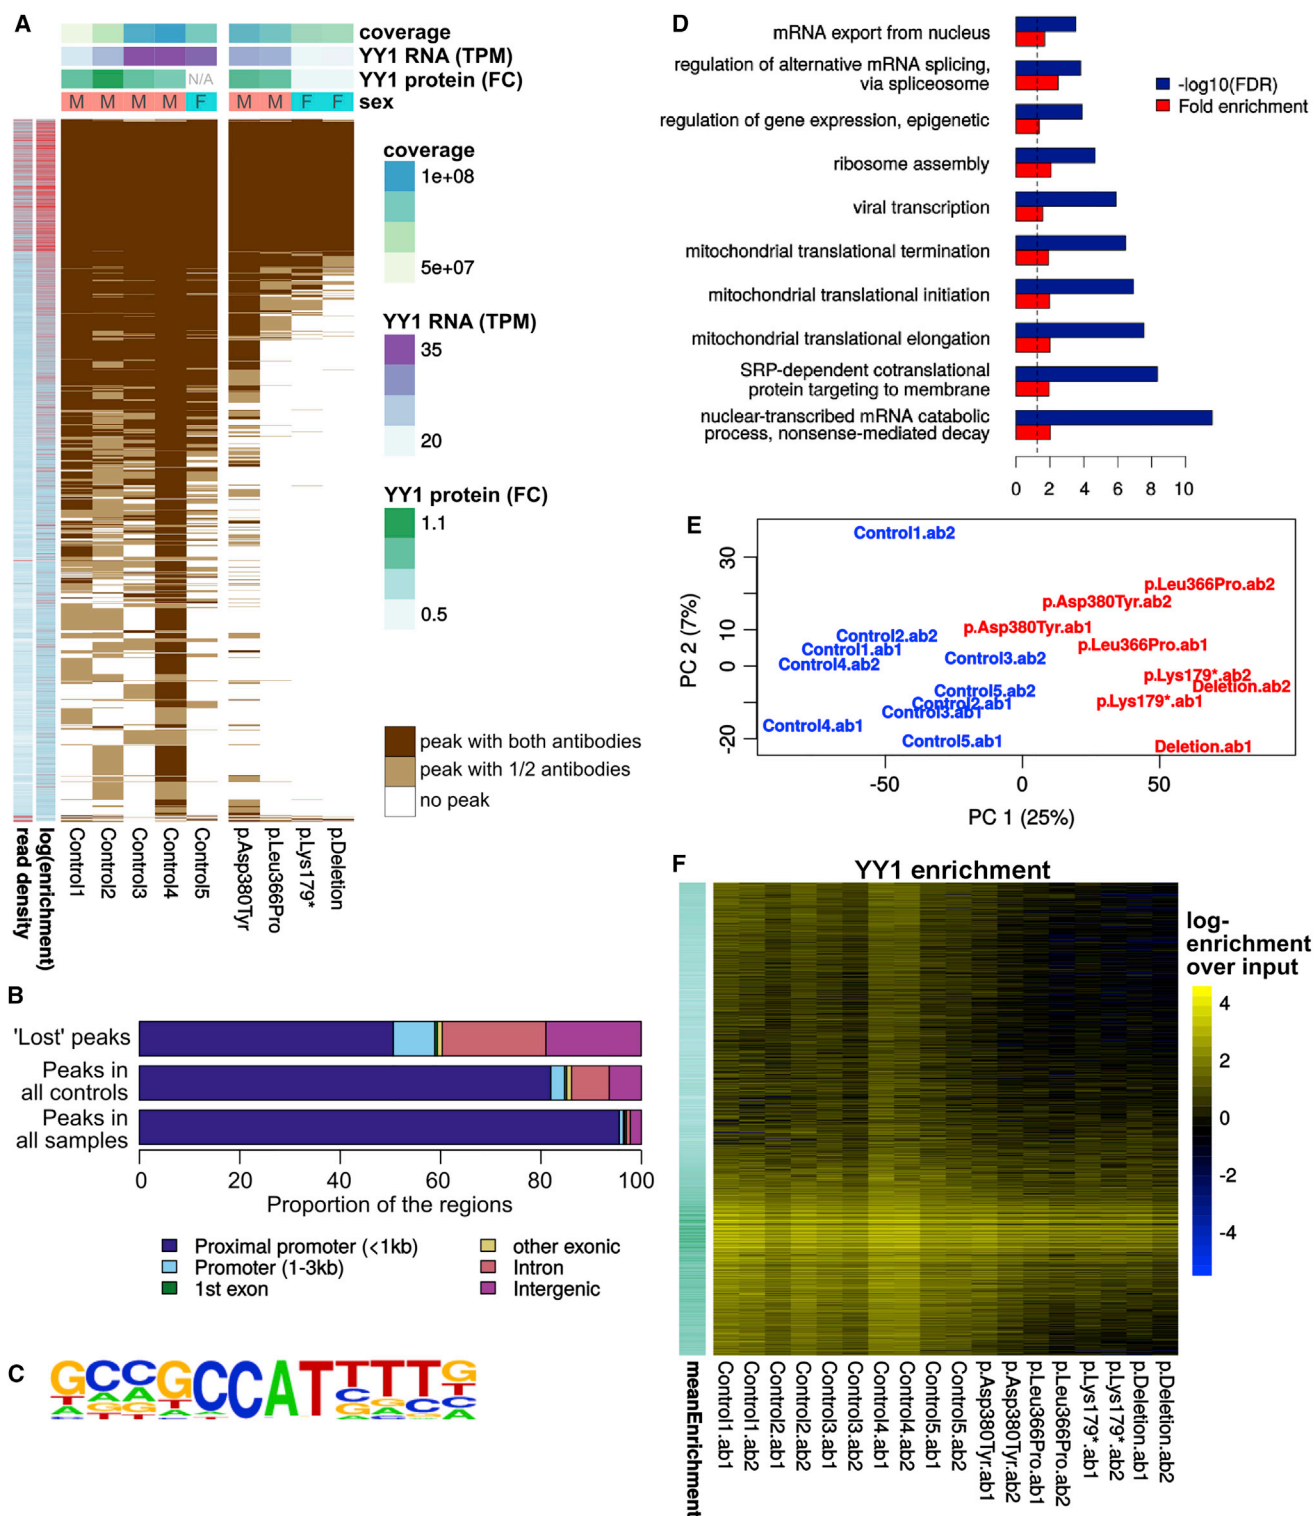 A
coverage
YY1 RNA (TPM)
N/A
YY1 protein (FC)
M M M M F M M F F
sex
coverage
1e+08
5e+07
YY1 RNA (TPM)
35
20
YY1 protein (FC)
1.1
0.5
peak with both antibodies
peak with 1/2 antibodies
no peak
read density
log(enrichment)
Control1
Control2
Control3
Control4
Control5
p.Asp380Tyr
p.Leu366Pro
p.Lys179*
p.Deletion
B
'Lost' peaks
Peaks in
all controls
Peaks in
all samples
0 20 40 60 80 100
Proportion of the regions
Proximal promoter (<1kb)
Promoter (1-3kb)
1st exon
other exonic
Intron
Intergenic
C
GCCGCCATTTTG
D
mRNA export from nucleus
regulation of alternative mRNA splicing,
via spliceosome
regulation of gene expression, epigenetic
ribosome assembly
viral transcription
mitochondrial translational termination
mitochondrial translational initiation
mitochondrial translational elongation
SRP-dependent cotranslational
protein targeting to membrane
nuclear-transcribed mRNA catabolic
process, nonsense-mediated decay
-log10(FDR)
Fold enrichment
0 2 4 6 8 10
E
Control1.ab2
p.Leu366Pro.ab2
p.Asp380Tyr.ab2
p.Asp380Tyr.ab1
Control2.ab2
p.Leu366Pro.ab1
Control1.ab1
Control3.ab2
Control4.ab2
p.Lys179*.ab2
Deletion.ab2
Control5.ab2
p.Lys179*.ab1
Control2.ab1
Control3.ab1
Control4.ab1
Control5.ab1
Deletion.ab1
30
10
0
-20
PC 2 (7%)
-50 0 50
PC 1 (25%)
F
YY1 enrichment
log-
enrichment
over input
4
2
0
-2
-4
meanEnrichment
Control1.ab1
Control1.ab2
Control2.ab1
Control2.ab2
Control3.ab1
Control3.ab2
Control4.ab1
Control4.ab2
Control5.ab1
Control5.ab2
p.Asp380Tyr.ab1
p.Asp380Tyr.ab2
p.Leu366Pro.ab1
p.Leu366Pro.ab2
p.Lys179*.ab1
p.Lys179*.ab2
p.Deletion.ab1
p.Deletion.ab2